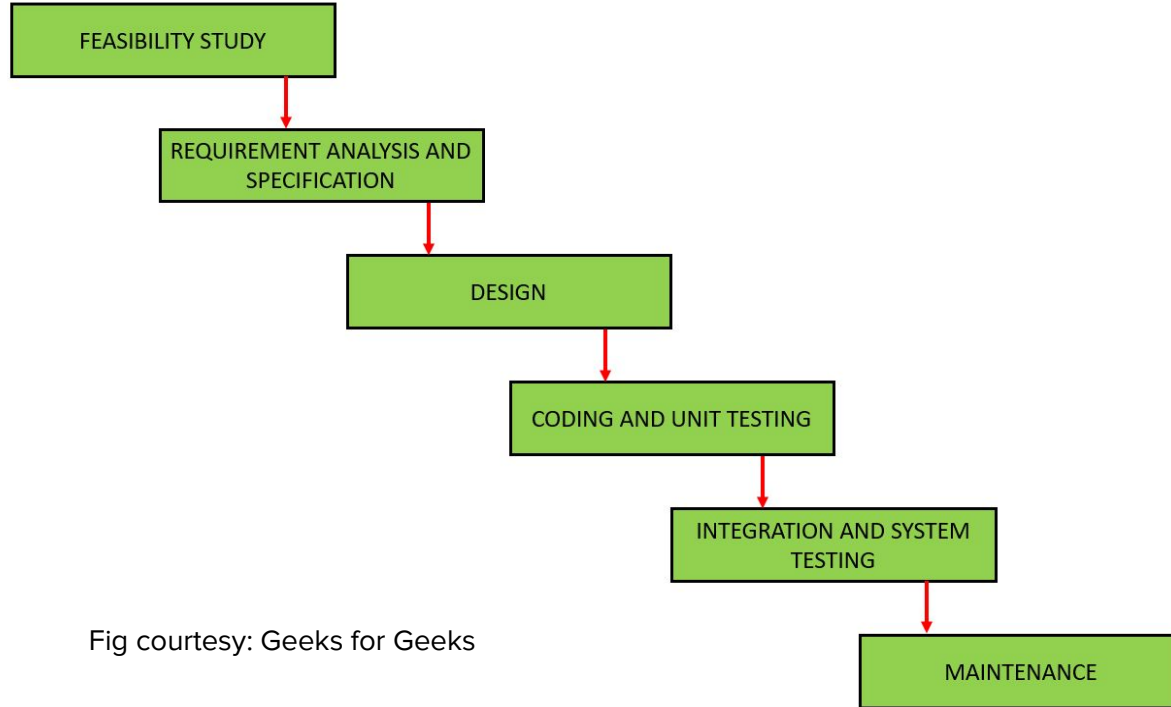 FEASIBILITY STUDY
REQUIREMENT ANALYSIS AND
SPECIFICATION
DESIGN
CODING AND UNIT TESTING
INTEGRATION AND SYSTEM
TESTING
Fig courtesy: Geeks for Geeks
MAINTENANCE